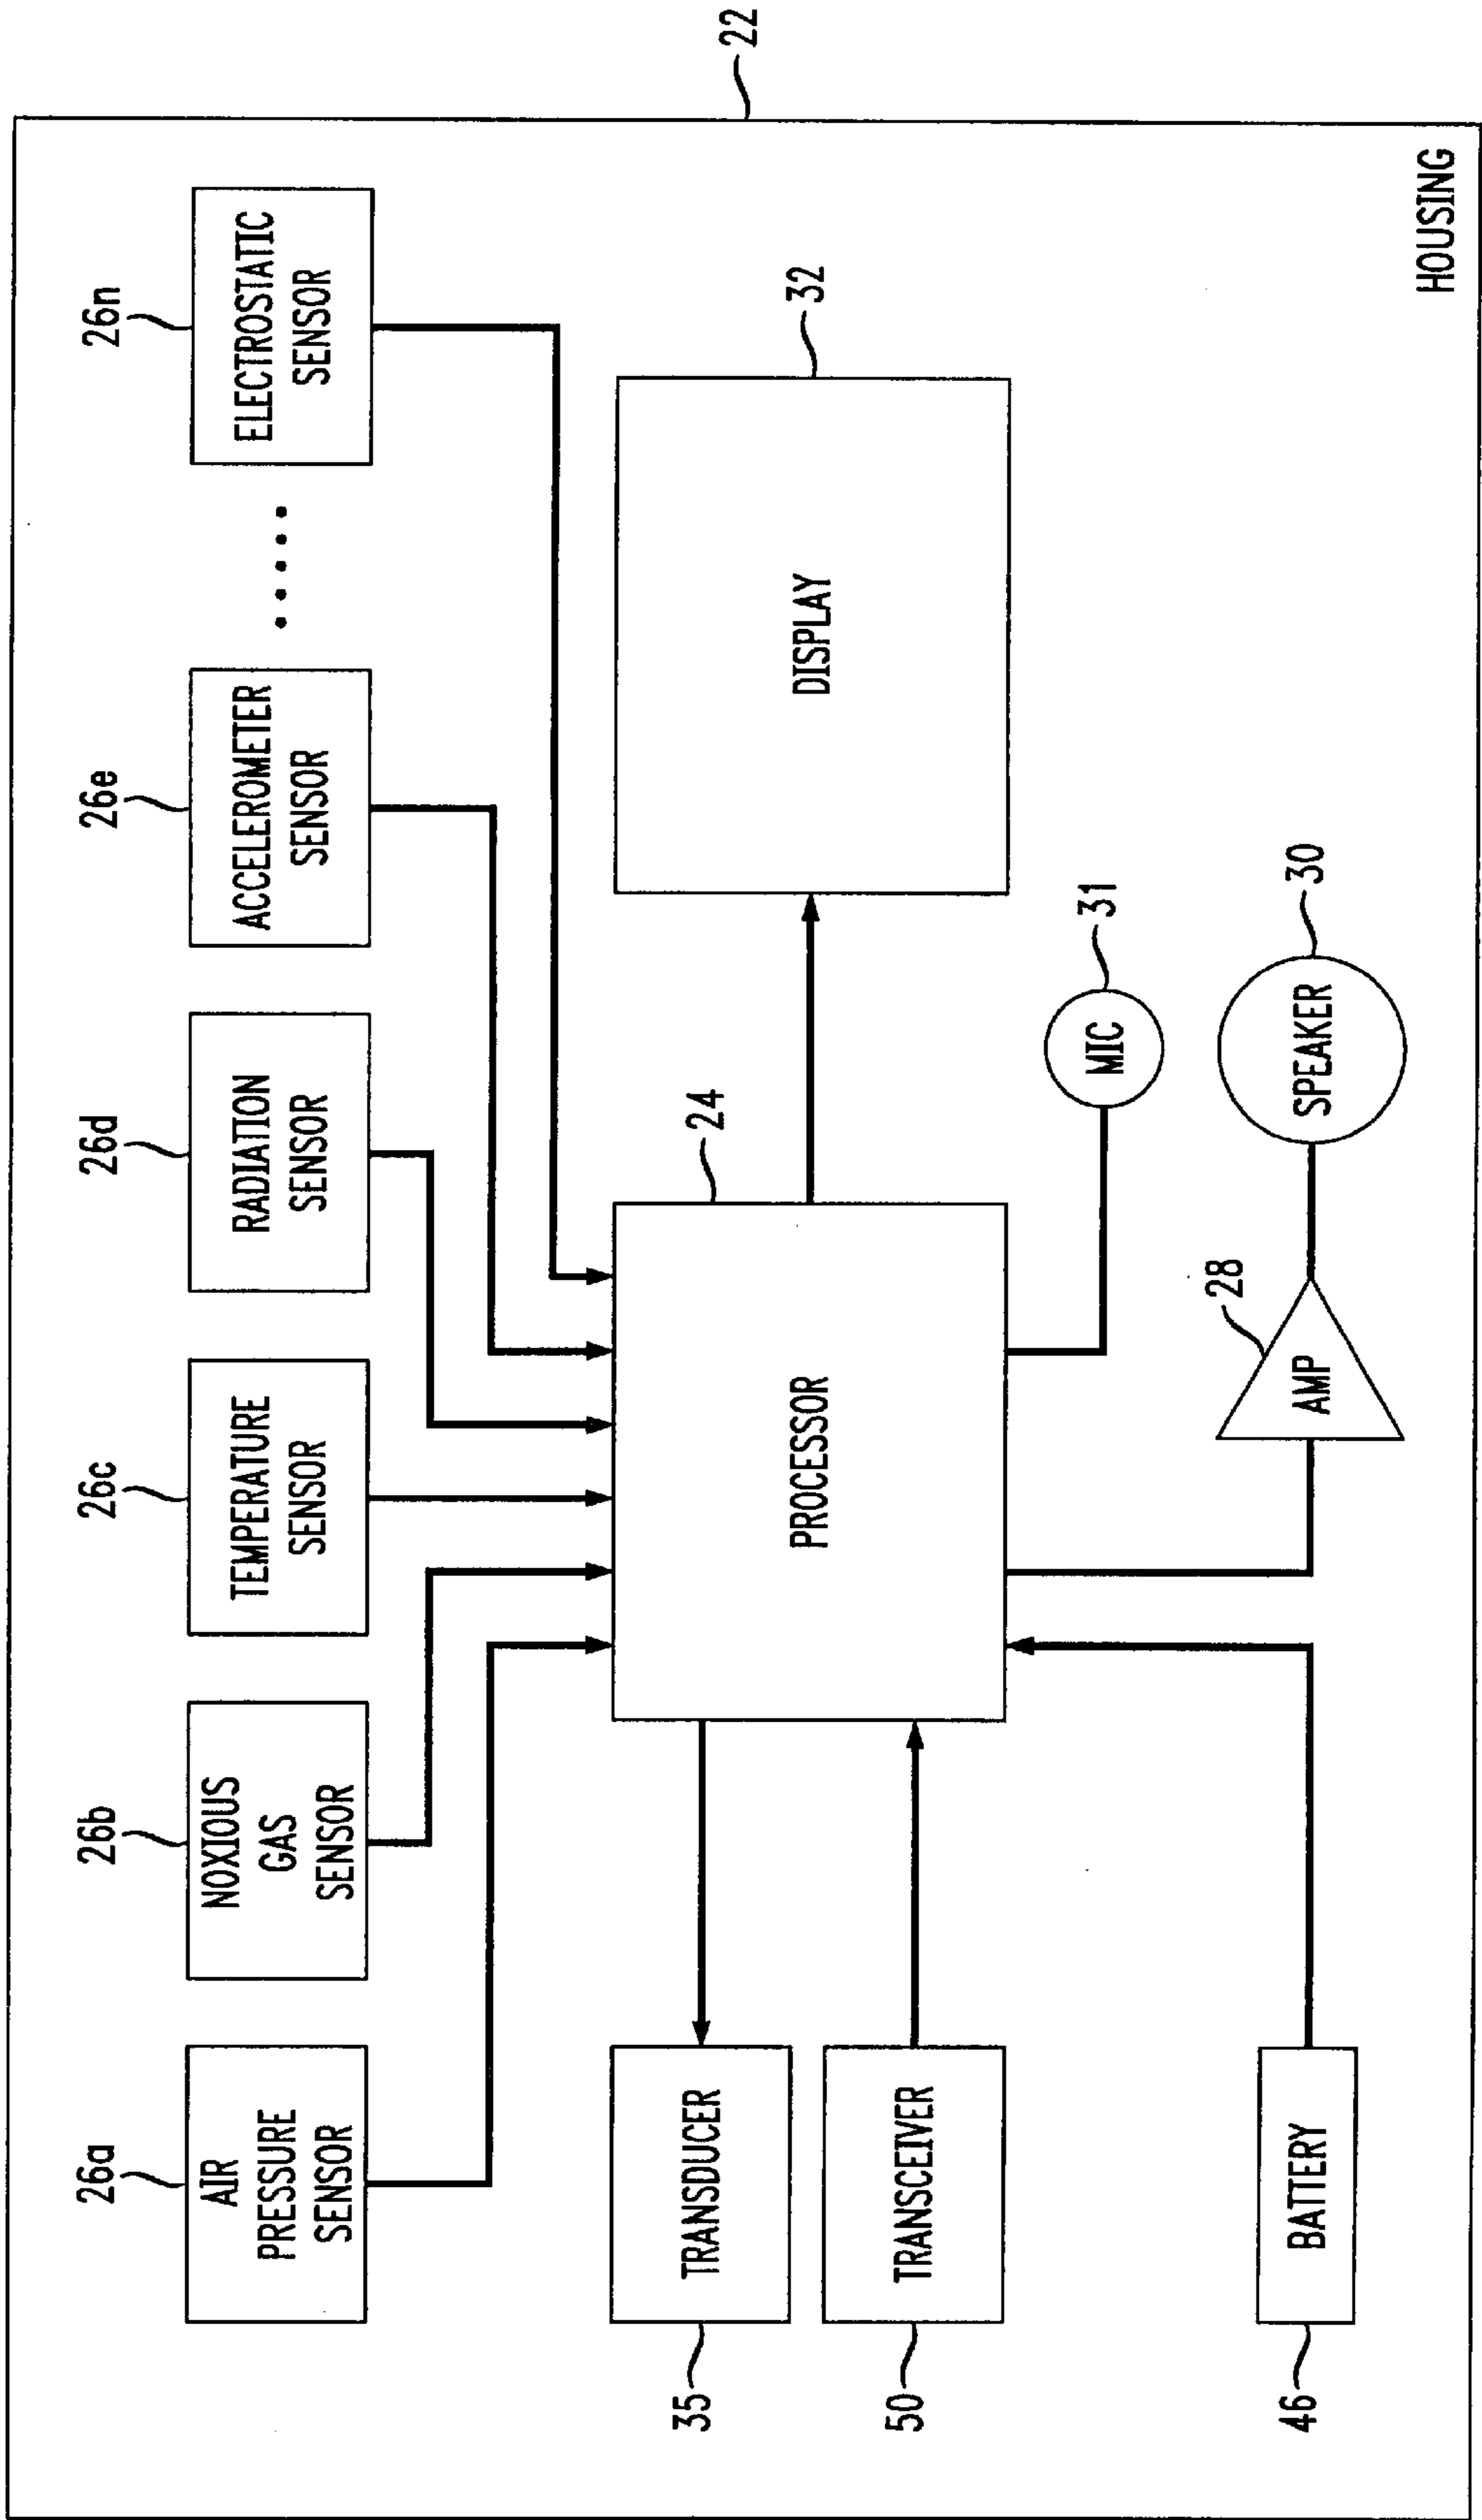 22
26a
26b
26c
26d
26e
26n
AIR
PRESSURE
SENSOR
NOXIOUS
GAS
SENSOR
TEMPERATURE
SENSOR
RADIATION
SENSOR
ACCELEROMETER
SENSOR
ELECTROSTATIC
SENSOR
.....
35
TRANSDUCER
50
TRANSCEIVER
24
PROCESSOR
32
DISPLAY
31
MIC
46
BATTERY
28
AMP
30
SPEAKER
HOUSING